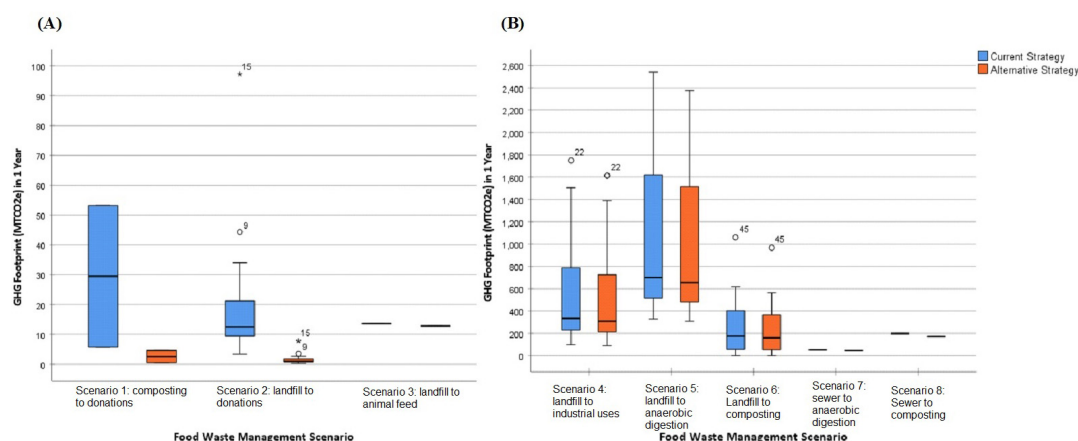 (A)
GHG Footprint (MTCO2e) in 1 Year
100
90
80
70
60
50
40
30
20
10
0
15
9
15
9
Scenario 1: composting
to donations
Scenario 2: landfill to
donations
Scenario 3: landfill to
animal feed
Food Waste Management Scenario
(B)
Current Strategy
Alternative Strategy
GHG Footprint (MTCO2e) in 1 Year
2,600
2,400
2,200
2,000
1,800
1,600
1,400
1,200
1,000
800
600
400
200
0
22
22
45
45
Scenario 4:
landfill to
industrial uses
Scenario 5:
landfill to
anaerobic
digestion
Scenario 6:
Landfill to
composting
Scenario 7:
sewer to
anaerobic
digestion
Scenario 8:
Sewer to
composting
Food Waste Management Scenario